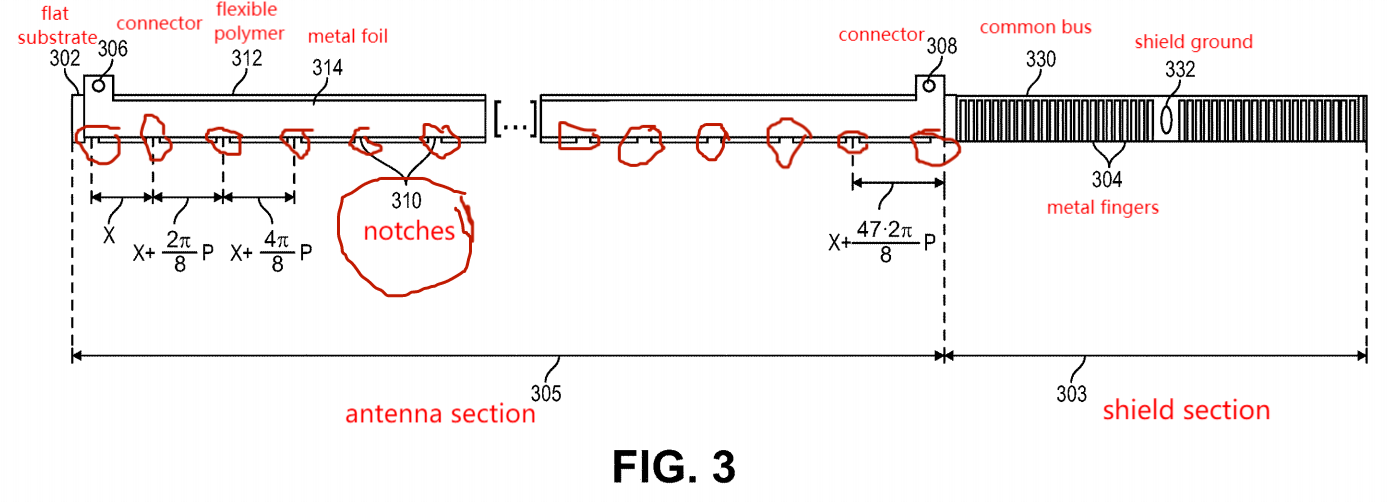 flat
substrate
302
connector
306
flexible
polymer
312
metal foil
314
[...]
connector
308
common bus
330
shield ground
332
310
notches
304
metal fingers
X
X+ 2π/8 P
X+ 4π/8 P
X+ 47·2π/8 P
305
antenna section
303
shield section
FIG. 3